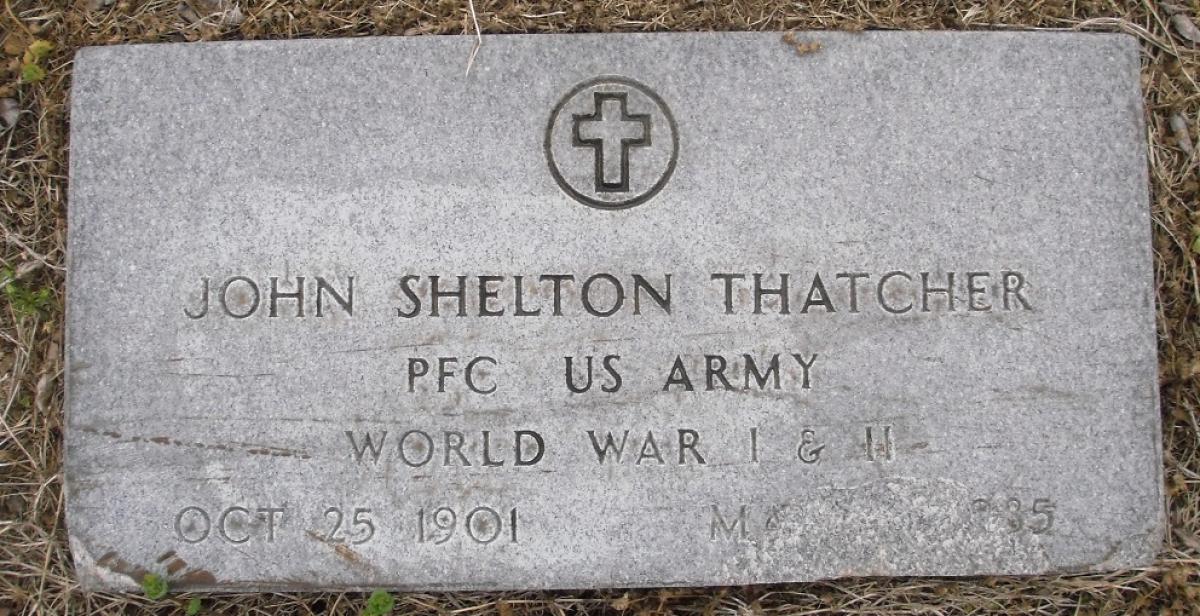 JOHN SHELTON THATCHER
PFC US ARMY
WORLD WAR I & II
OCT 25 1901